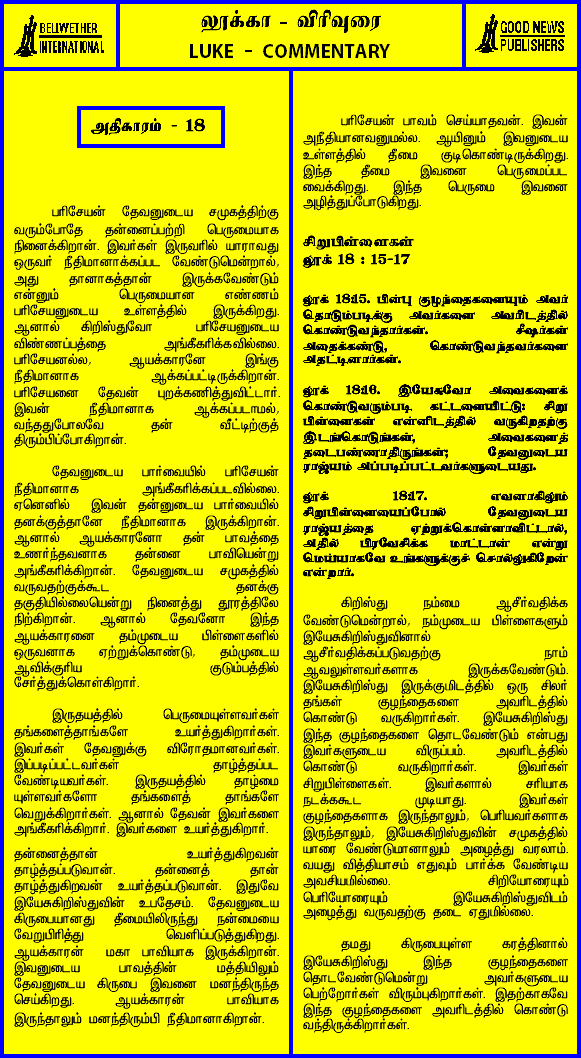 BELWETHER
INTERNATIONAL
லூக்கா - விரிவுரை
LUKE - COMMENTARY
GOOD NEWS
PUBLISHERS
அதிகாரம் - 18
பரிசேயன் தேவனுடைய சமுகத்திற்கு
வரும்போதே தன்னைப்பற்றி பெருமையாக
நினைக்கிறான். இவர்கள் இருவரில் யாராவது
ஒருவர் நீதிமானாக்கப்பட வேண்டுமென்றால்,
அது தானாகத்தான் இருக்கவேண்டும்
என்னும் பெருமையான எண்ணம்
பரிசேயனுடைய உள்ளத்தில் இருக்கிறது.
ஆனால் கிறிஸ்துவோ பரிசேயனுடைய
விண்ணப்பத்தை அங்கீகரிக்கவில்லை.
பரிசேயனல்ல, ஆயக்காரனே இங்கு
நீதிமானாக ஆக்கப்பட்டிருக்கிறான்.
பரிசேயனை தேவன் புறக்கணித்துவிட்டார்.
இவன் நீதிமானாக ஆக்கப்படாமல்,
வந்ததுபோலவே தன் வீட்டிற்குத்
திரும்பிப்போகிறான்.
தேவனுடைய பார்வையில் பரிசேயன்
நீதிமானாக அங்கீகரிக்கப்படவில்லை.
ஏனெனில் இவன் தன்னுடைய பார்வையில்
தனக்குத்தானே நீதிமானாக இருக்கிறான்.
ஆனால் ஆயக்காரனோ தன் பாவத்தை
உணர்ந்தவனாக தன்னை பாவியென்று
அங்கீகரிக்கிறான். தேவனுடைய சமுகத்தில்
வருவதற்குக்கூட தனக்கு
தகுதியில்லையென்று நினைத்து தூரத்திலே
நிற்கிறான். ஆனால் தேவனோ இந்த
ஆயக்காரனை தம்முடைய பிள்ளைகளில்
ஒருவனாக ஏற்றுக்கொண்டு, தம்முடைய
ஆவிக்குரிய குடும்பத்தில்
சேர்த்துக்கொள்கிறார்.
இருதயத்தில் பெருமையுள்ளவர்கள்
தங்களைத்தாங்களே உயர்த்துகிறார்கள்.
இவர்கள் தேவனுக்கு விரோதமானவர்கள்.
இப்படிப்பட்டவர்கள் தாழ்த்தப்பட
வேண்டியவர்கள். இருதயத்தில் தாழ்மை
யுள்ளவர்களோ தங்களைத் தாங்களே
வெறுக்கிறார்கள். ஆனால் தேவன் இவர்களை
அங்கீகரிக்கிறார். இவர்களை உயர்த்துகிறார்.
தன்னைத்தான் உயர்த்துகிறவன்
தாழ்த்தப்படுவான். தன்னைத் தான்
தாழ்த்துகிறவன் உயர்த்தப்படுவான். இதுவே
இயேசுகிறிஸ்துவின் உபதேசம். தேவனுடைய
கிருபையானது தீமையிலிருந்து நன்மையை
வேறுபிரித்து வெளிப்படுத்துகிறது.
ஆயக்காரன் மகா பாவியாக இருக்கிறான்.
இவனுடைய பாவத்தின் மத்தியிலும்
தேவனுடைய கிருபை இவனை மனந்திருந்த
செய்கிறது. ஆயக்காரன் பாவியாக
இருந்தாலும் மனந்திரும்பி நீதிமானாகிறான்.
பரிசேயன் பாவம் செய்யாதவன். இவன்
அநீதியானவனுமல்ல. ஆயினும் இவனுடைய
உள்ளத்தில் தீமை குடிகொண்டிருக்கிறது.
இந்த தீமை இவனை பெருமைப்பட
வைக்கிறது. இந்த பெருமை இவனை
அழித்துப்போடுகிறது.
சிறுபிள்ளைகள்
லூக் 18 : 15-17
லூக் 18:15. பின்பு குழந்தைகளையும் அவர்
தொடும்படிக்கு அவர்களை அவரிடத்தில்
கொண்டுவந்தார்கள். சீஷர்கள்
அதைக்கண்டு, கொண்டுவந்தவர்களை
அதட்டினார்கள்.
லூக் 18:16. இயேசுவோ அவைகளைக்
கொண்டுவரும்படி கட்டளையிட்டு: சிறு
பிள்ளைகள் என்னிடத்தில் வருகிறதற்கு
இடங்கொடுங்கள், அவைகளைத்
தடைபண்ணாதிருங்கள்; தேவனுடைய
ராஜ்யம் அப்படிப்பட்டவர்களுடையது.
லூக் 18:17. எவனாகிலும்
சிறுபிள்ளையைப்போல் தேவனுடைய
ராஜ்யத்தை ஏற்றுக்கொள்ளாவிட்டால்,
அதில் பிரவேசிக்க மாட்டான் என்று
மெய்யாகவே உங்களுக்குச் சொல்லுகிறேன்
என்றார்.
கிறிஸ்து நம்மை ஆசீர்வதிக்க
வேண்டுமென்றால், நம்முடைய பிள்ளைகளும்
இயேசுகிறிஸ்துவினால்
ஆசீர்வதிக்கப்படுவதற்கு நாம்
ஆவலுள்ளவர்களாக இருக்கவேண்டும்.
இயேசுகிறிஸ்து இருக்குமிடத்தில் ஒரு சிலர்
தங்கள் குழந்தைகளை அவரிடத்தில்
கொண்டு வருகிறார்கள். இயேசுகிறிஸ்து
இந்த குழந்தைகளை தொடவேண்டும் என்பது
இவர்களுடைய விருப்பம். அவரிடத்தில்
கொண்டு வருகிறார்கள். இவர்கள்
சிறுபிள்ளைகள். இவர்களால் சரியாக
நடக்ககூட முடியாது. இவர்கள்
குழந்தைகளாக இருந்தாலும், பெரியவர்களாக
இருந்தாலும், இயேசுகிறிஸ்துவின் சமுகத்தில்
யாரை வேண்டுமானாலும் அழைத்து வரலாம்.
வயது வித்தியாசம் எதுவும் பார்க்க வேண்டிய
அவசியமில்லை. சிறியோரையும்
பெரியோரையும் இயேசுகிறிஸ்துவிடம்
அழைத்து வருவதற்கு தடை ஏதுமில்லை.
தமது கிருபையுள்ள கரத்தினால்
இயேசுகிறிஸ்து இந்த குழந்தைகளை
தொடவேண்டுமென்று அவர்களுடைய
பெற்றோர்கள் விரும்புகிறார்கள். இதற்காகவே
இந்த குழந்தைகளை அவரிடத்தில் கொண்டு
வந்திருக்கிறார்கள்.